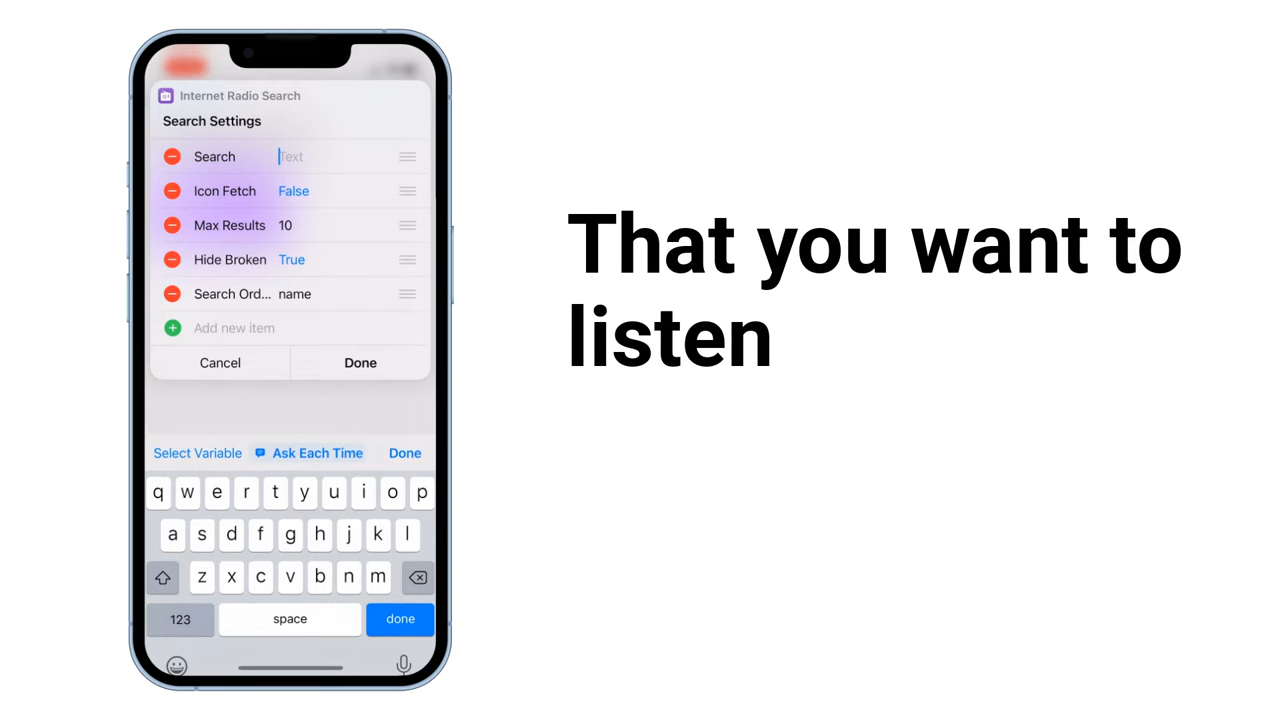 Internet Radio Search
Search Settings
Search Text
Icon Fetch False
Max Results 10
Hide Broken True
Search Ord... name
Add new item
Cancel Done
Select Variable Ask Each Time Done
q w e r t y u i o p
a s d f g h j k l
z x c v b n m
123 space done
That you want to
listen